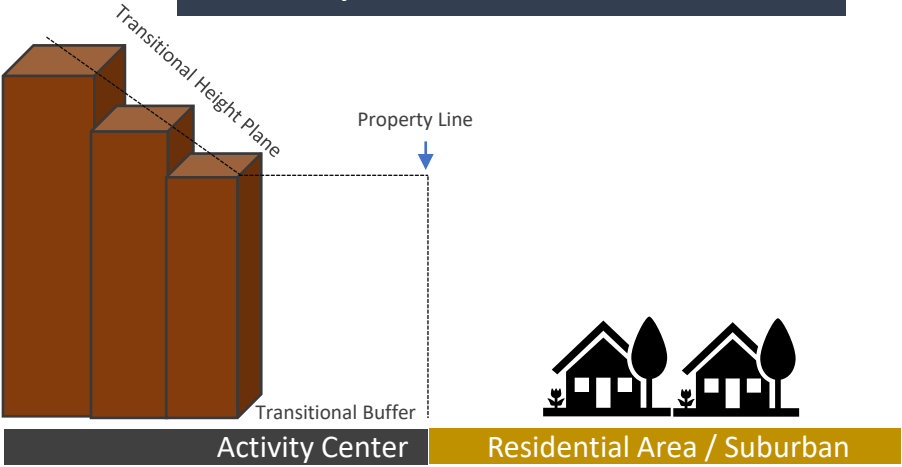 Transitional Height Plane
Property Line
Transitional Buffer
Activity Center
Residential Area / Suburban